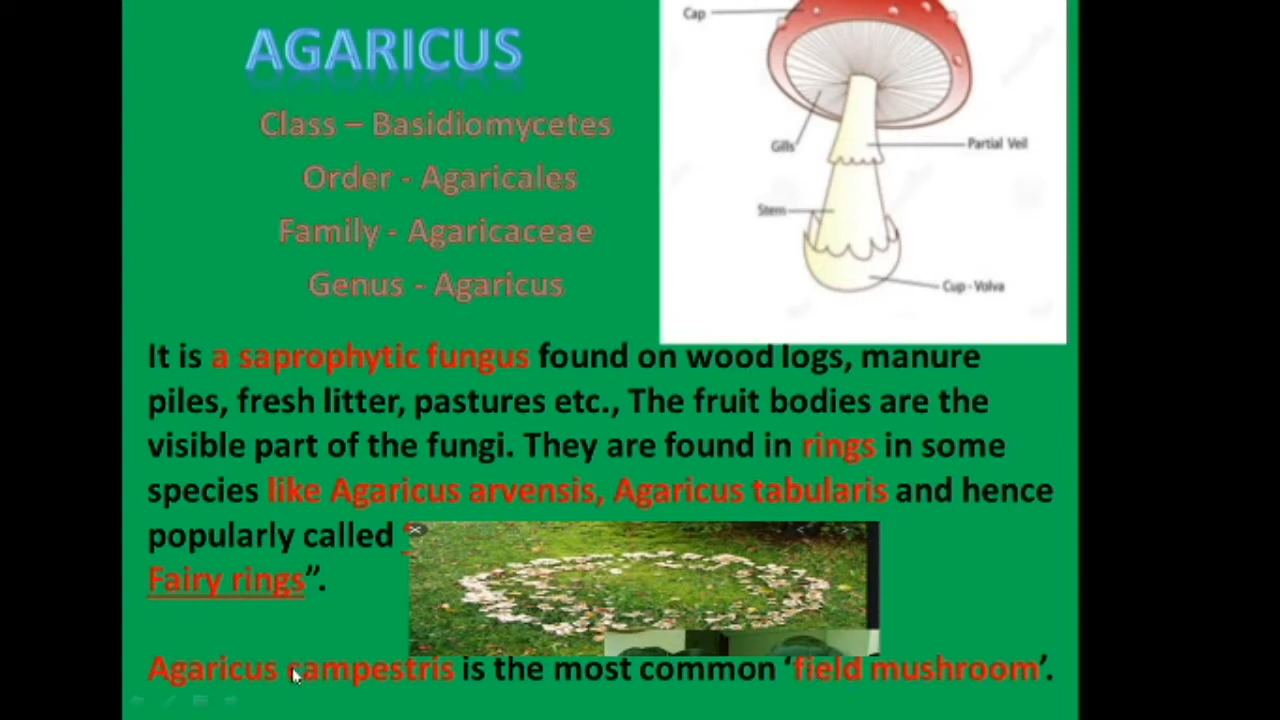 AGARICUS
Class – Basidiomycetes
Order - Agaricales
Family - Agaricaceae
Genus - Agaricus
Cap
Gills
Partial Veil
Stem
Cup - Volva
It is a saprophytic fungus found on wood logs, manure
piles, fresh litter, pastures etc., The fruit bodies are the
visible part of the fungi. They are found in rings in some
species like Agaricus arvensis, Agaricus tabularis and hence
popularly called
Fairy rings”.
Agaricus campestris is the most common ‘field mushroom’.